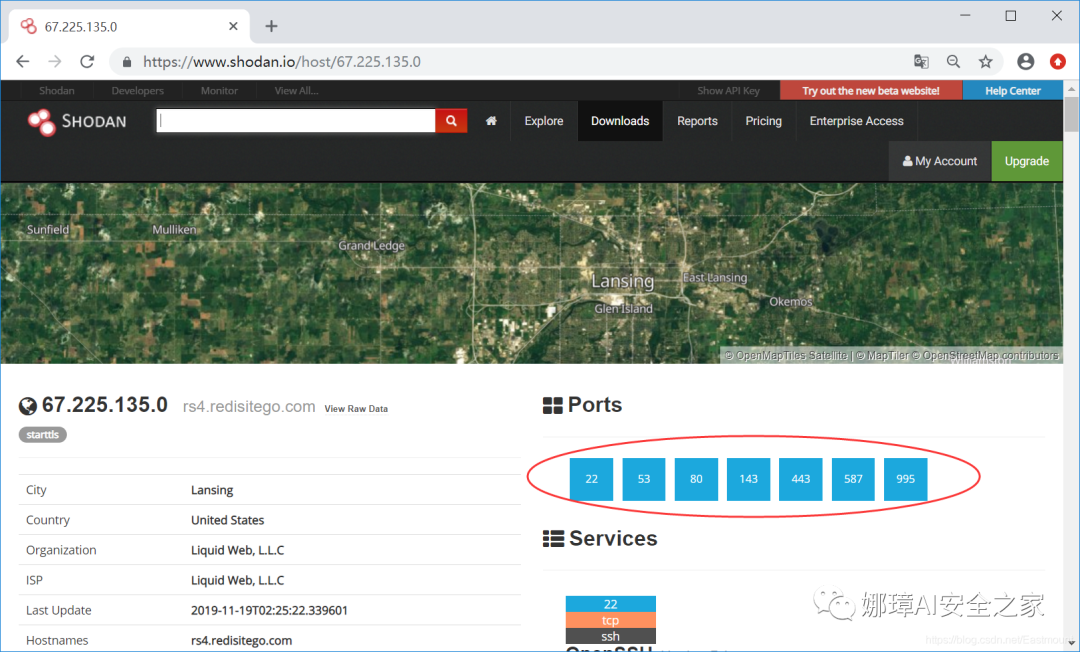 67.225.135.0
https://www.shodan.io/host/67.225.135.0
Shodan Developers Monitor View All... Show API Key Try out the new beta website! Help Center
SHODAN Explore Downloads Reports Pricing Enterprise Access
My Account Upgrade
Sunfield
Mulliken
Grand Ledge
Lansing
East Lansing
Glen Island
Okemos
© OpenMapTiles Satellite | © MapTiler © OpenStreetMap contributors
67.225.135.0 rs4.redisitego.com View Raw Data
starttls
City Lansing
Country United States
Organization Liquid Web, L.L.C
ISP Liquid Web, L.L.C
Last Update 2019-11-19T02:25:22.339601
Hostnames rs4.redisitego.com
Ports
22 53 80 143 443 587 995
Services
22
tcp
ssh
OpenSSH
娜璋AI安全之家